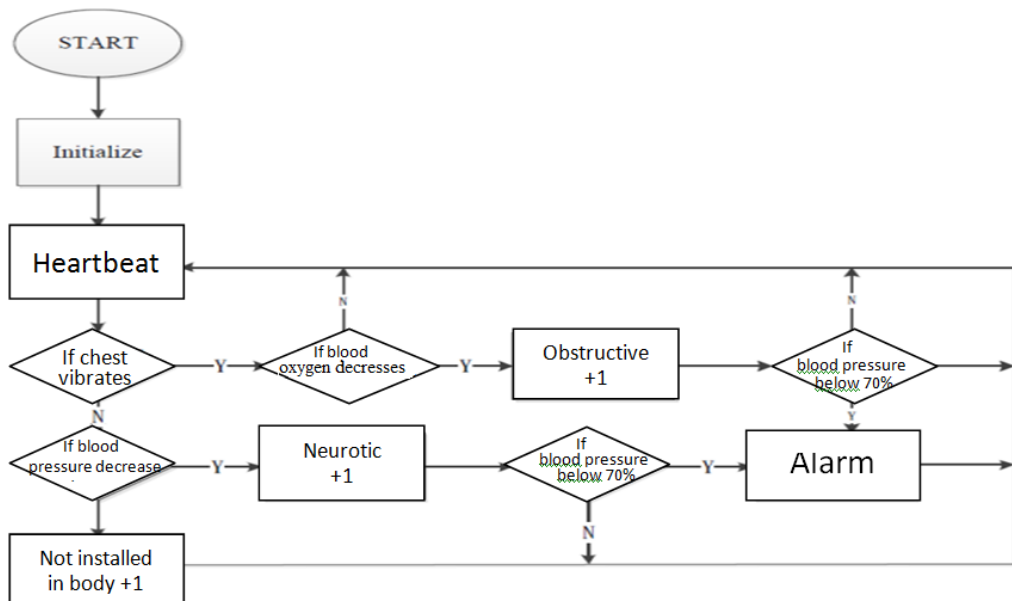 START
Initialize
Heartbeat
N
N
If chest
vibrates
Y
If blood
oxygen decresses
Y
Obstructive
+1
If
blood pressure
below 70%
N
Y
If blood
pressure decrease
Y
Neurotic
+1
If
blood pressure
below 70%
Y
Alarm
N
Not installed
in body +1